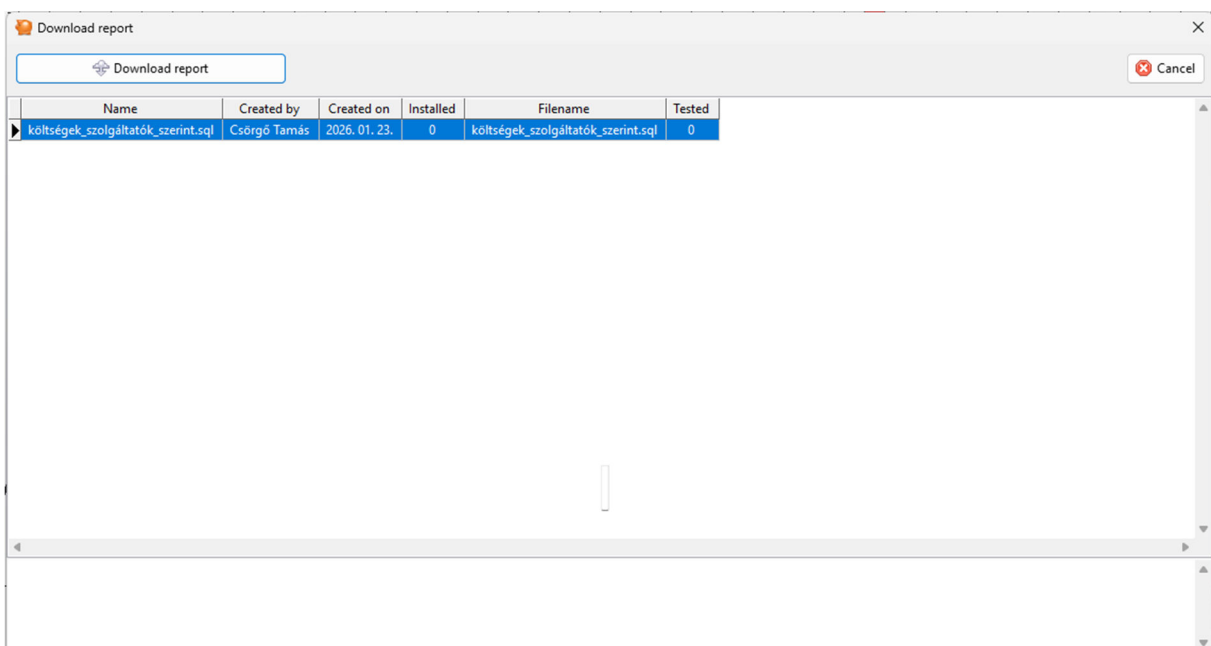 Download report
Download report
Cancel
Name Created by Created on Installed Filename Tested
költségek_szolgáltatók_szerint.sql Csörgő Tamás 2026. 01. 23. 0 költségek_szolgáltatók_szerint.sql 0